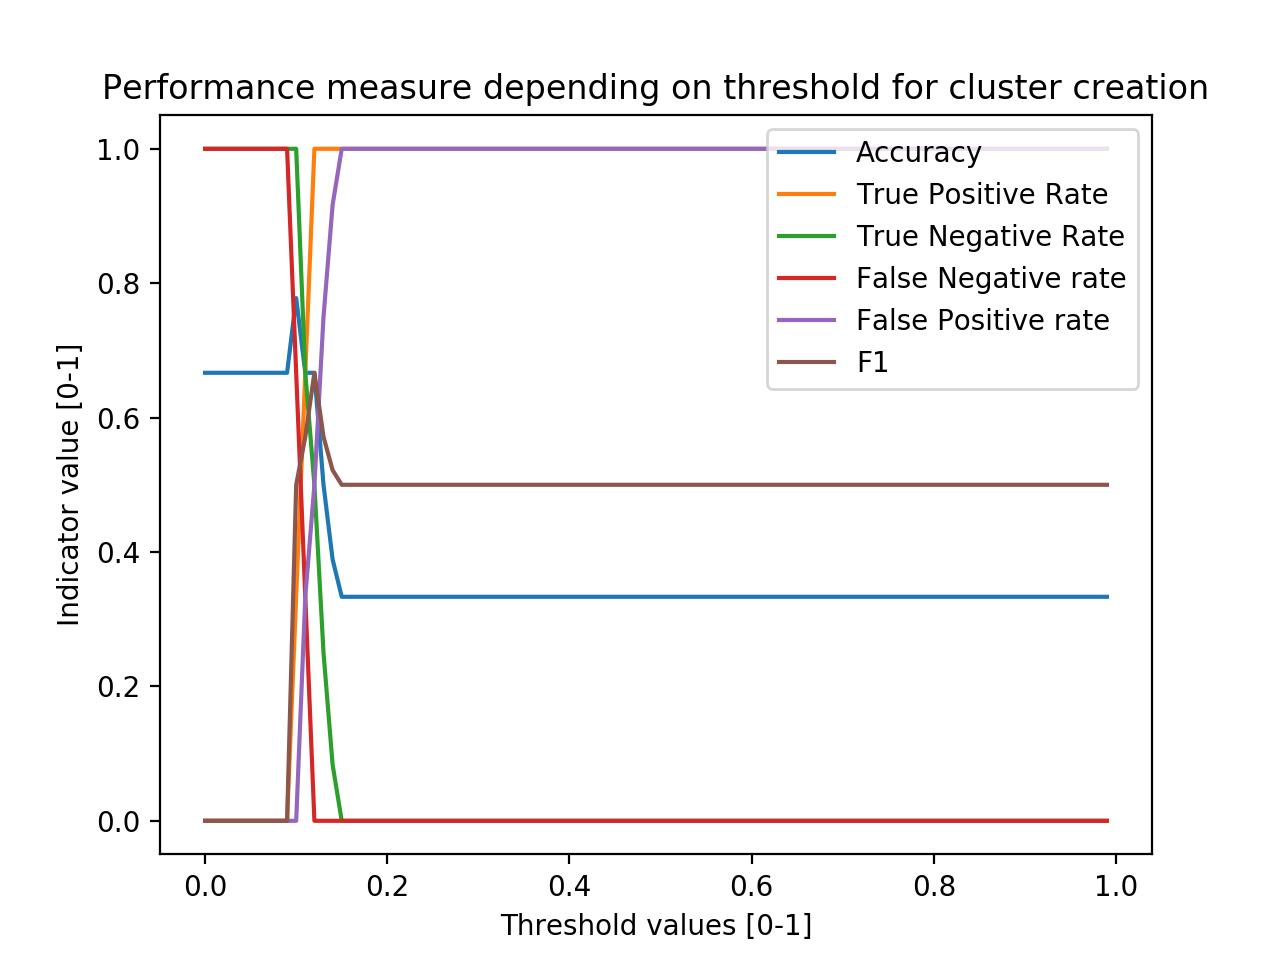 Performance measure depending on threshold for cluster creation
1.0
0.8
0.6
0.4
0.2
0.0
Indicator value [0-1]
Accuracy
True Positive Rate
True Negative Rate
False Negative rate
False Positive rate
F1
0.0 0.2 0.4 0.6 0.8 1.0
Threshold values [0-1]